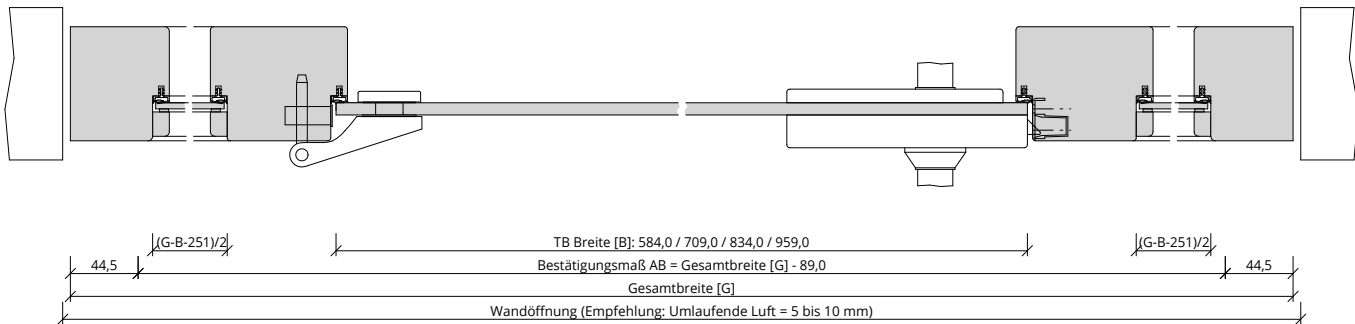 (G-B-251)/2
TB Breite [B]: 584,0 / 709,0 / 834,0 / 959,0
(G-B-251)/2
44,5
Bestätigungsmaß AB = Gesamtbreite [G] - 89,0
44,5
Gesamtbreite [G]
Wandöffnung (Empfehlung: Umlaufende Luft = 5 bis 10 mm)